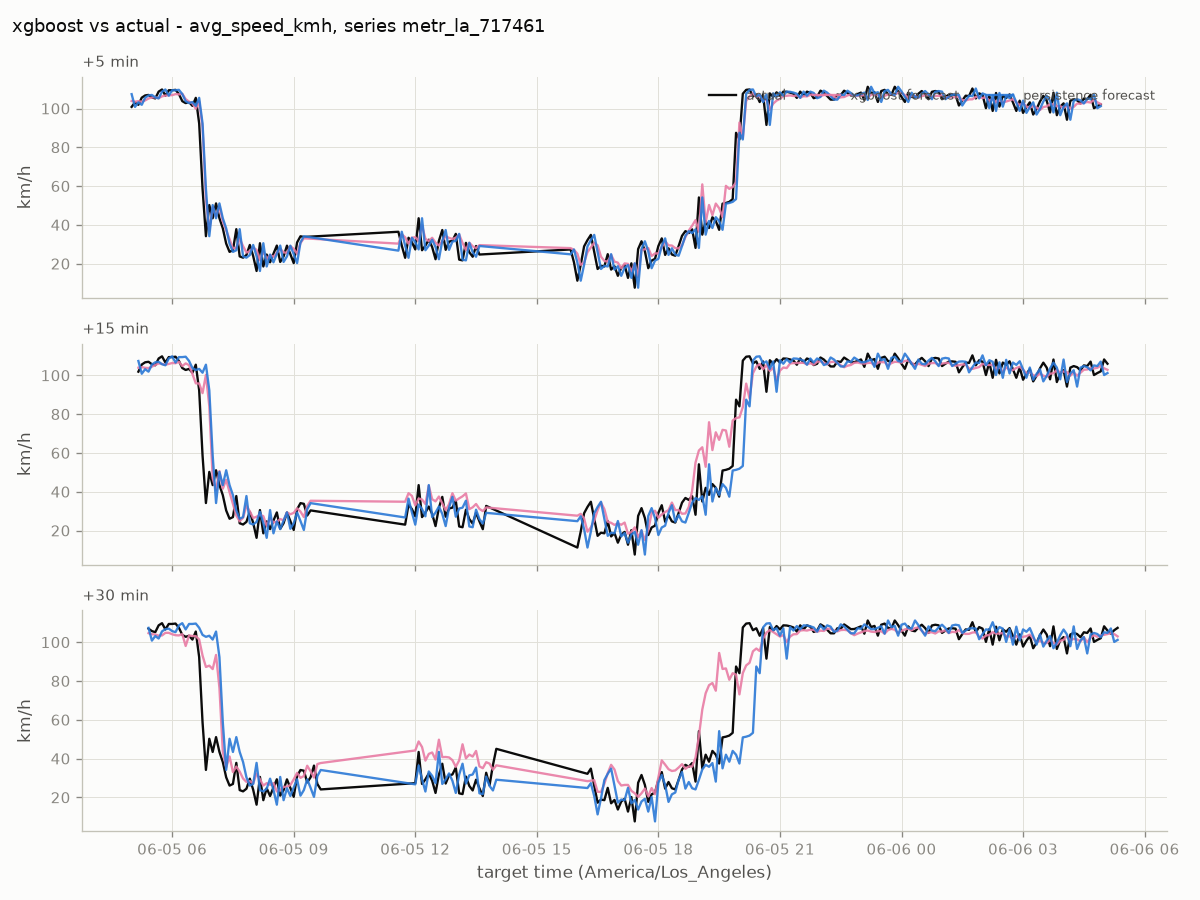 xgboost vs actual - avg_speed_kmh, series metr_la_717461
+5 min
actual xgboost forecast persistence forecast
100
80
60
40
20
km/h
+15 min
100
80
60
40
20
km/h
+30 min
100
80
60
40
20
km/h
06-05 06 06-05 09 06-05 12 06-05 15 06-05 18 06-05 21 06-06 00 06-06 03 06-06 06
target time (America/Los_Angeles)